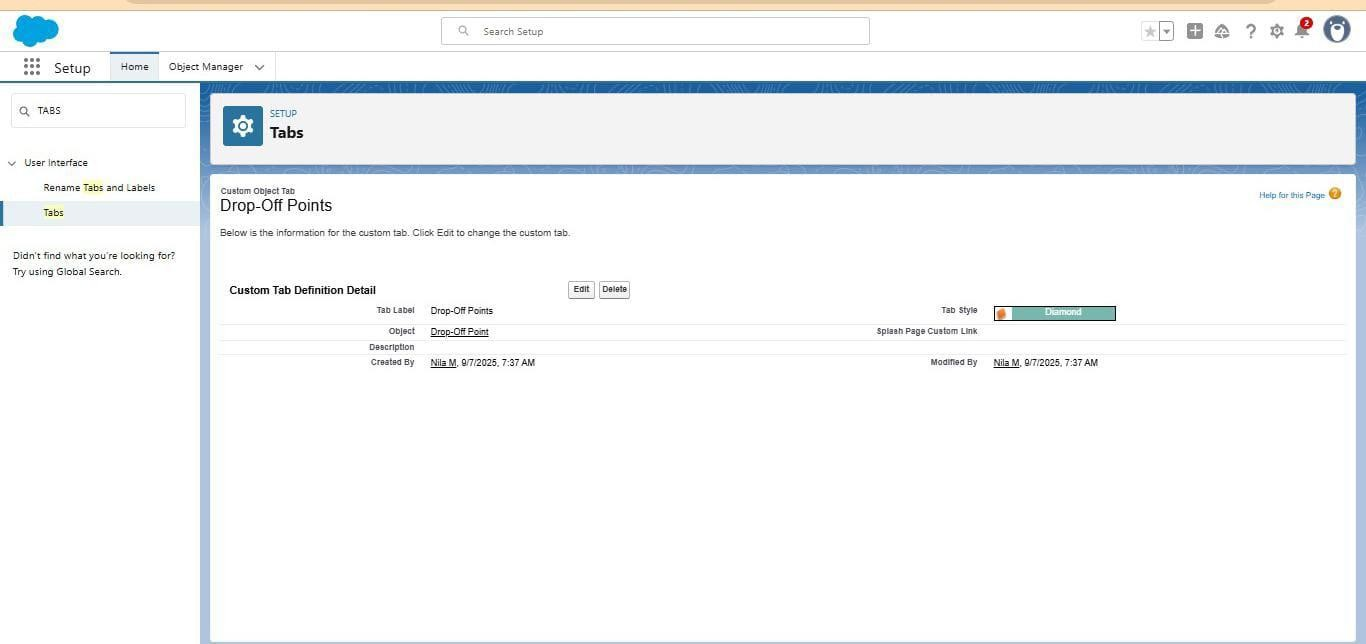 Search Setup
2
Setup
Home
Object Manager
TABS
User Interface
Rename Tabs and Labels
Tabs
Didn't find what you're looking for?
Try using Global Search.
SETUP
Tabs
Custom Object Tab
Drop-Off Points
Help for this Page
Below is the information for the custom tab. Click Edit to change the custom tab.
Custom Tab Definition Detail Edit Delete
Tab Label Drop-Off Points Tab Style Diamond
Object Drop-Off Point Splash Page Custom Link
Description
Created By Nila M, 9/7/2025, 7:37 AM Modified By Nila M, 9/7/2025, 7:37 AM